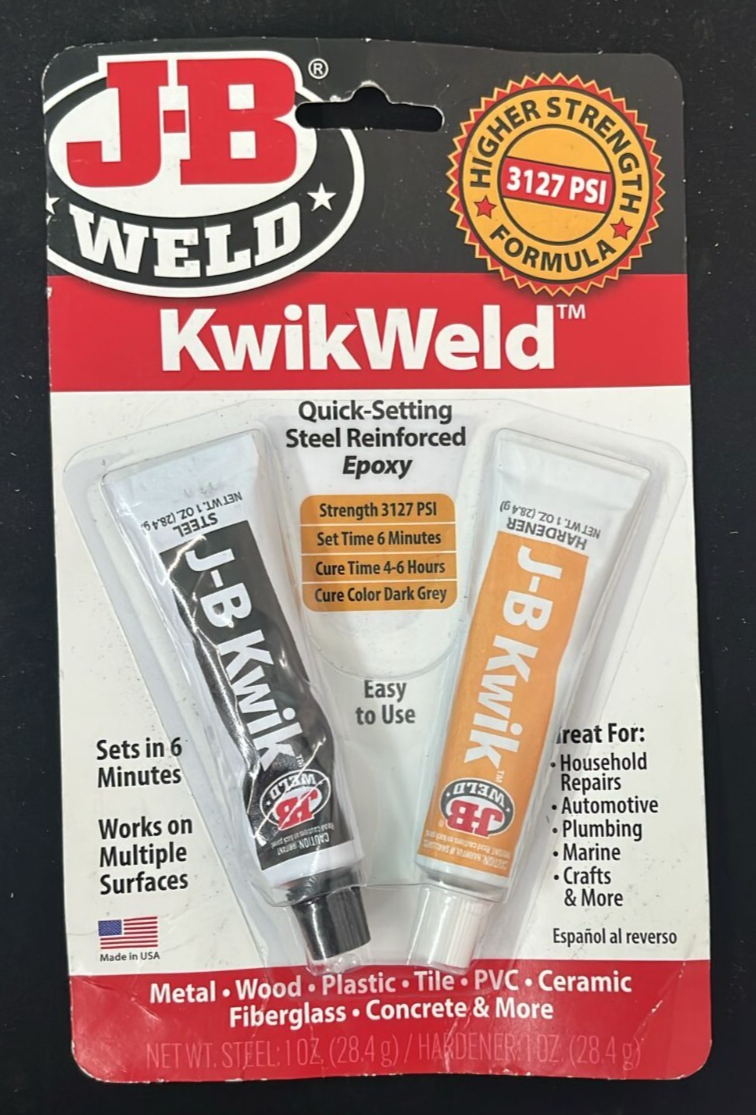 J-B
WELD
®
HIGHER STRENGTH
3127 PSI
FORMULA
KwikWeld™
Quick-Setting
Steel Reinforced
Epoxy
Strength 3127 PSI
Set Time 6 Minutes
Cure Time 4-6 Hours
Cure Color Dark Grey
NET WT. 1 OZ. (28.4 g)
STEEL
J-B Kwik™
WELD
J-B
NET WT. 1 OZ. (28.4 g)
HARDENER
J-B Kwik™
WELD
J-B
Easy
to Use
Sets in 6
Minutes
Works on
Multiple
Surfaces
Made in USA
reat For:
• Household
Repairs
• Automotive
• Plumbing
• Marine
• Crafts
& More
Español al reverso
Metal • Wood • Plastic • Tile • PVC • Ceramic
Fiberglass • Concrete & More
NET WT. STEEL: 1 OZ. (28.4 g) / HARDENER: 1 OZ. (28.4 g)